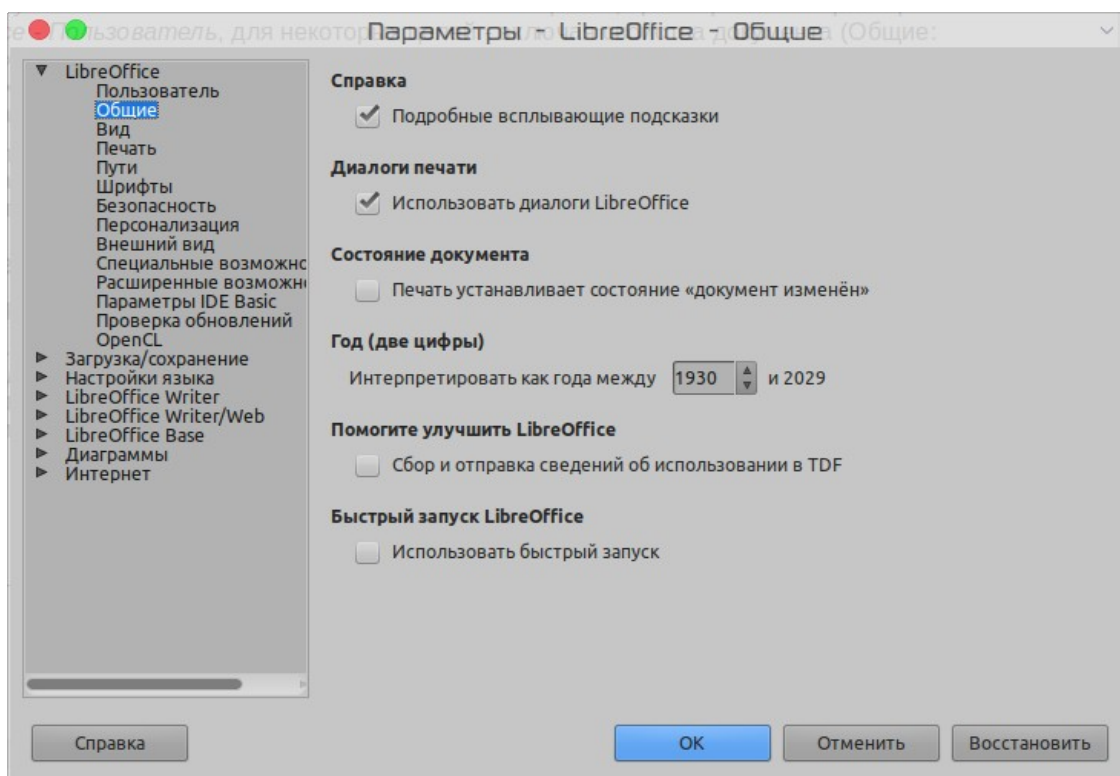 Параметры - LibreOffice - Общие
LibreOffice
Пользователь
Общие
Вид
Печать
Пути
Шрифты
Безопасность
Персонализация
Внешний вид
Специальные возможно
Расширенные возможн
Параметры IDE Basic
Проверка обновлений
OpenCL
Загрузка/сохранение
Настройки языка
LibreOffice Writer
LibreOffice Writer/Web
LibreOffice Base
Диаграммы
Интернет
Справка
Подробные всплывающие подсказки
Диалоги печати
Использовать диалоги LibreOffice
Состояние документа
Печать устанавливает состояние «документ изменён»
Год (две цифры)
Интерпретировать как года между 1930 и 2029
Помогите улучшить LibreOffice
Сбор и отправка сведений об использовании в TDF
Быстрый запуск LibreOffice
Использовать быстрый запуск
Справка
OK
Отменить
Восстановить